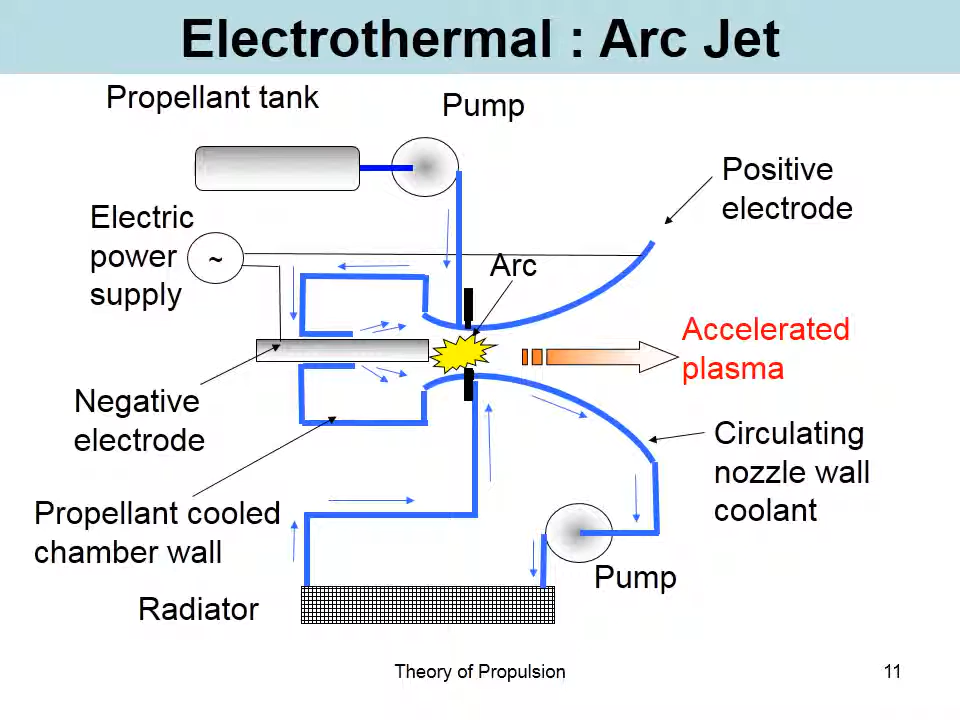 Electrothermal : Arc Jet
Propellant tank
Pump
Positive
electrode
Electric
power
supply
~
Arc
Accelerated
plasma
Negative
electrode
Circulating
nozzle wall
coolant
Propellant cooled
chamber wall
Pump
Radiator
Theory of Propulsion
11